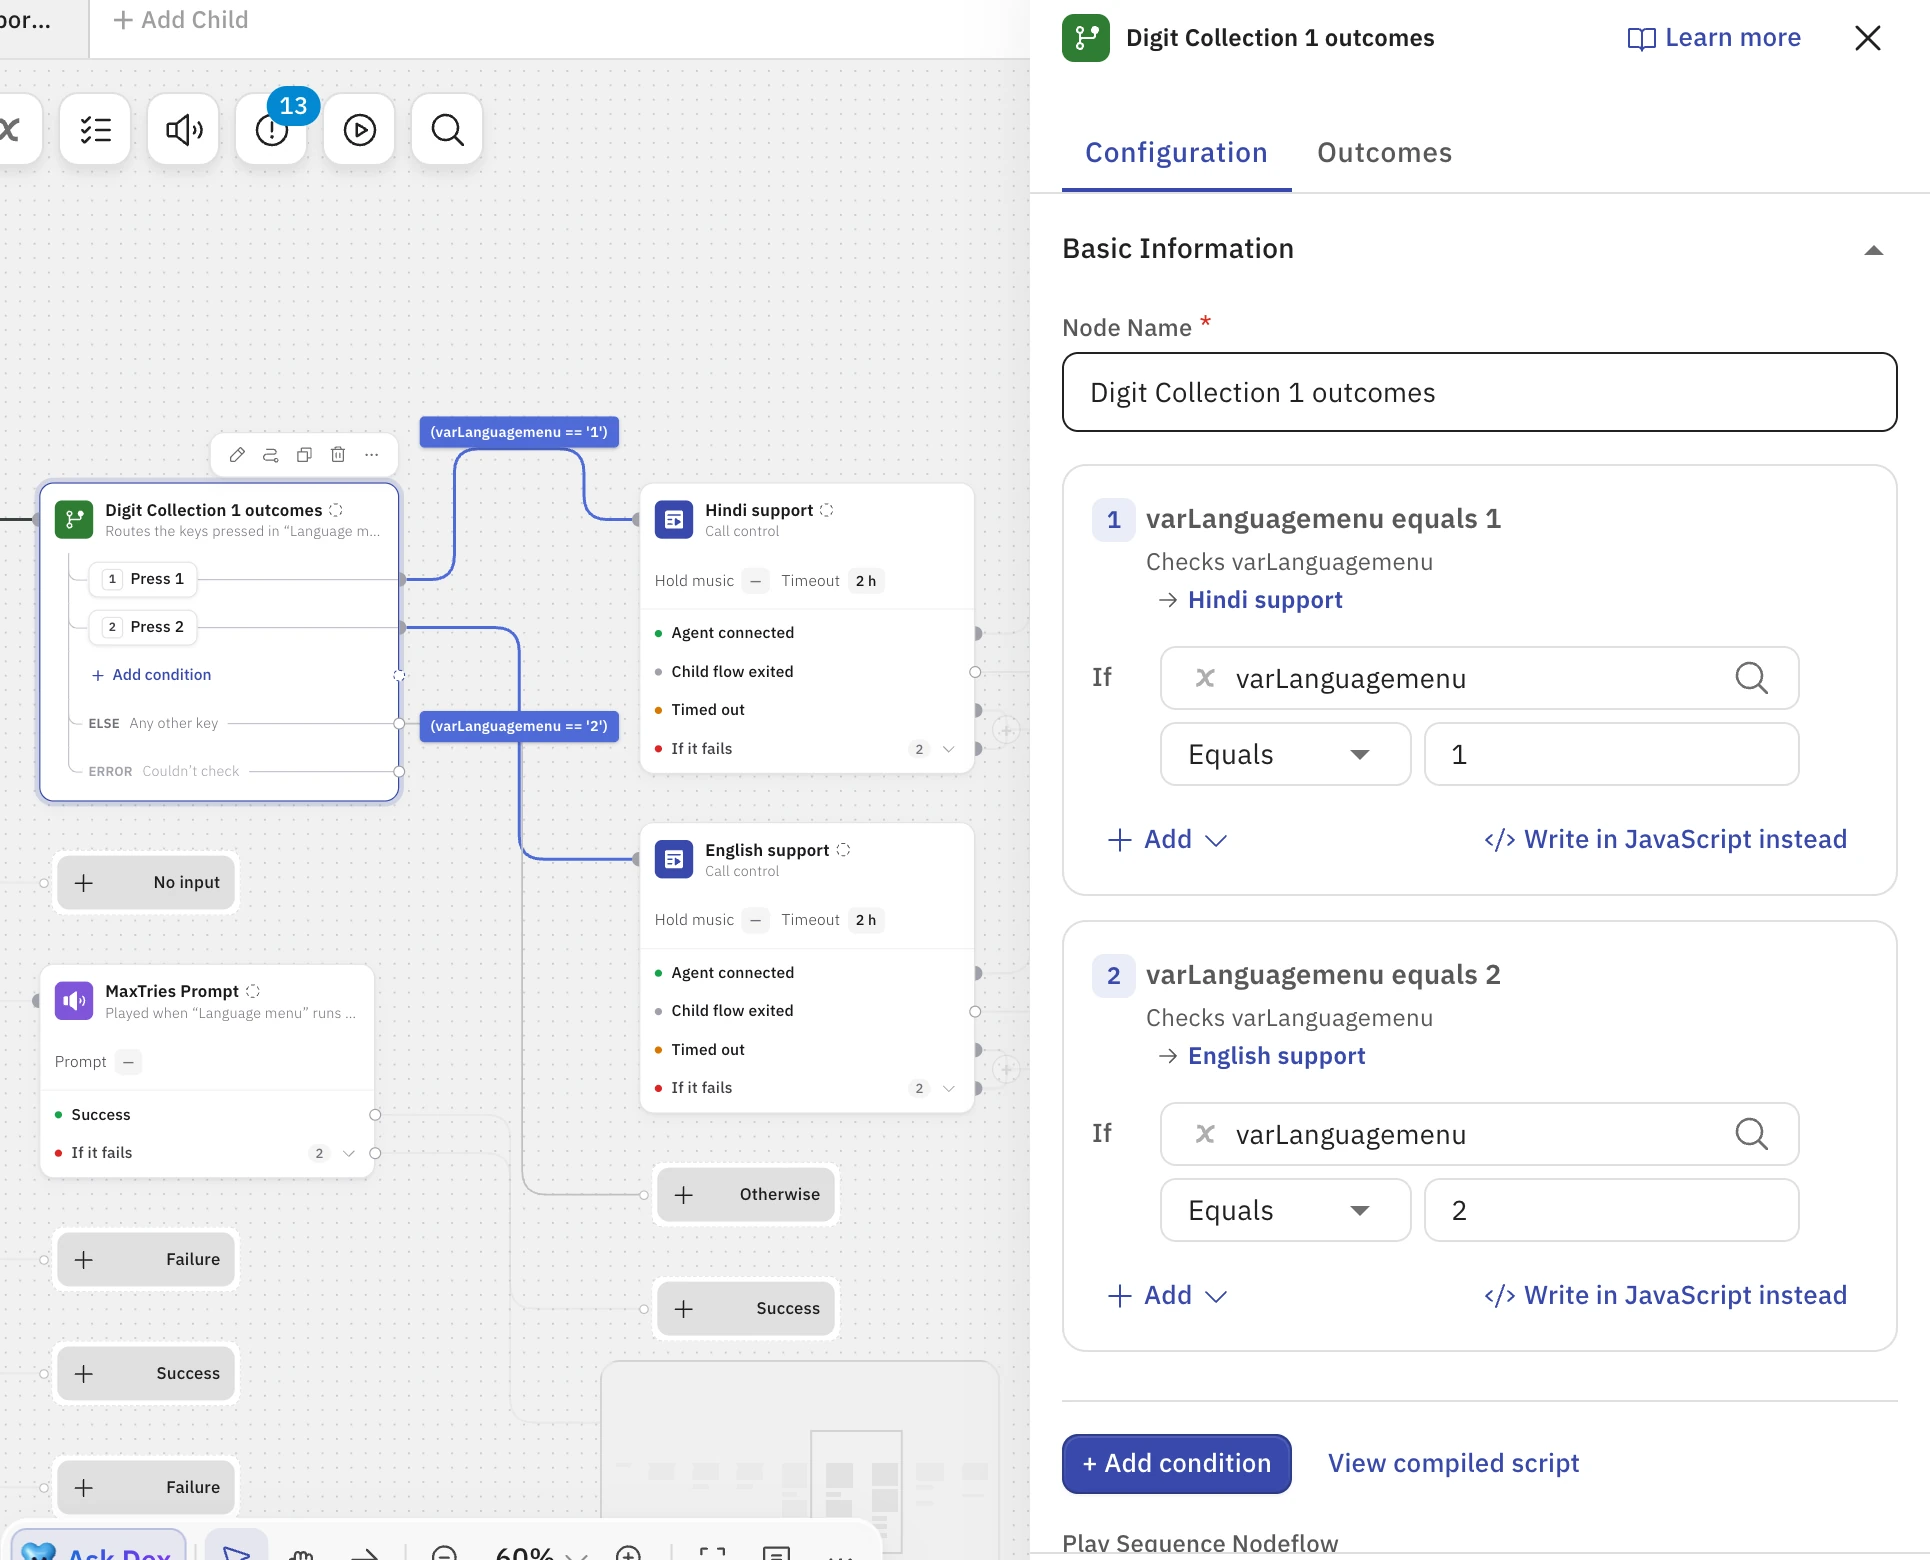 por...
+ Add Child
13
(varLanguagemenu == '1')
Digit Collection 1 outcomes
Routes the keys pressed in “Language m...
1 Press 1
2 Press 2
+ Add condition
ELSE Any other key
ERROR Couldn't check
(varLanguagemenu == '2')
Hindi support
Call control
Hold music – Timeout 2 h
Agent connected
Child flow exited
Timed out
If it fails 2
English support
Call control
Hold music – Timeout 2 h
Agent connected
Child flow exited
Timed out
If it fails 2
+ No input
MaxTries Prompt
Played when “Language menu” runs ...
Prompt –
Success
If it fails 2
+ Otherwise
+ Failure
+ Success
+ Success
+ Failure
Ask Dex
60%
Digit Collection 1 outcomes
Learn more
Configuration
Outcomes
Basic Information
Node Name *
Digit Collection 1 outcomes
1 varLanguagemenu equals 1
Checks varLanguagemenu
→ Hindi support
If x varLanguagemenu
Equals 1
+ Add
</> Write in JavaScript instead
2 varLanguagemenu equals 2
Checks varLanguagemenu
→ English support
If x varLanguagemenu
Equals 2
+ Add
</> Write in JavaScript instead
+ Add condition
View compiled script
Play Sequence Nodeflow